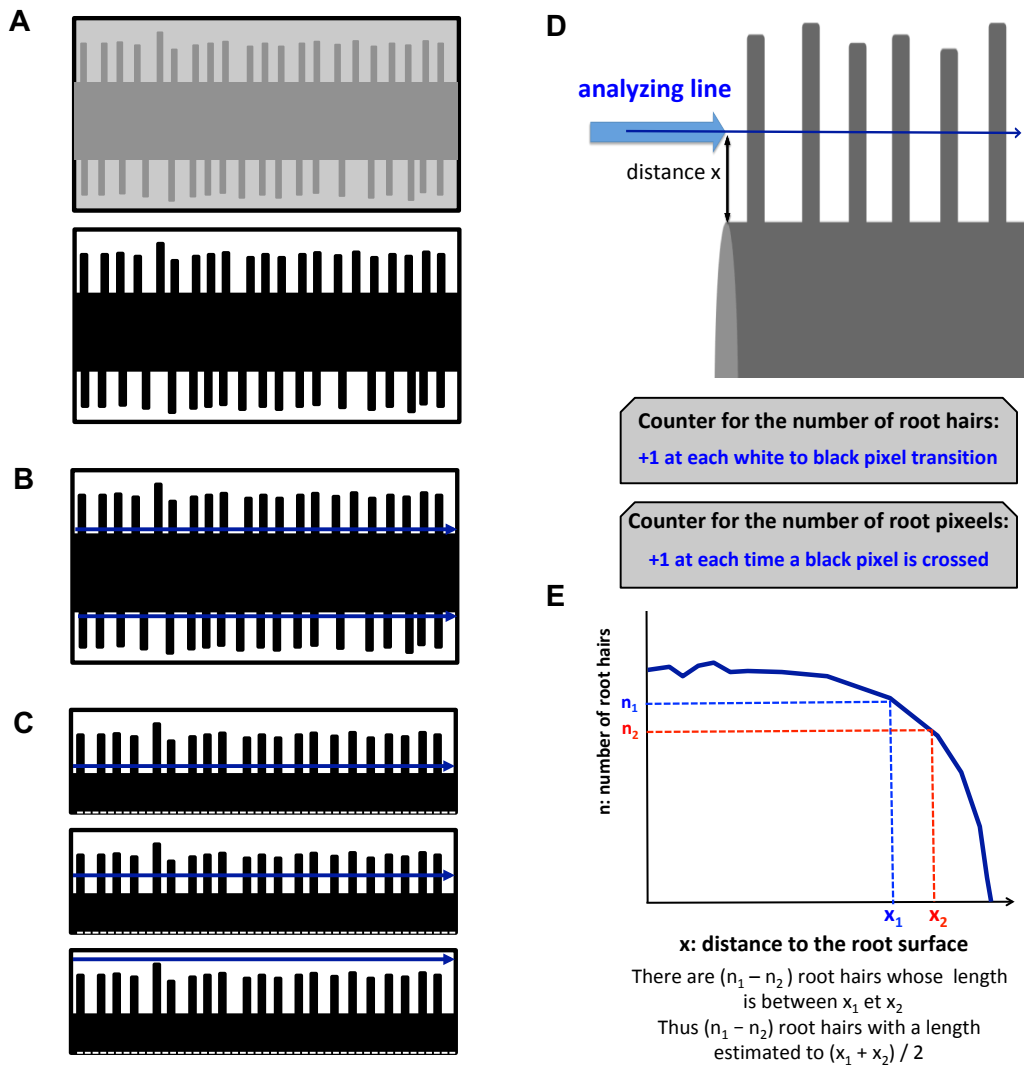 A
B
C
D
analyzing line
distance x
Counter for the number of root hairs:
+1 at each white to black pixel transition
Counter for the number of root pixeels:
+1 at each time a black pixel is crossed
E
n: number of root hairs
n₁
n₂
x₁
x₂
x: distance to the root surface
There are (n₁ – n₂ ) root hairs whose length
is between x₁ et x₂
Thus (n₁ – n₂) root hairs with a length
estimated to (x₁ + x₂) / 2